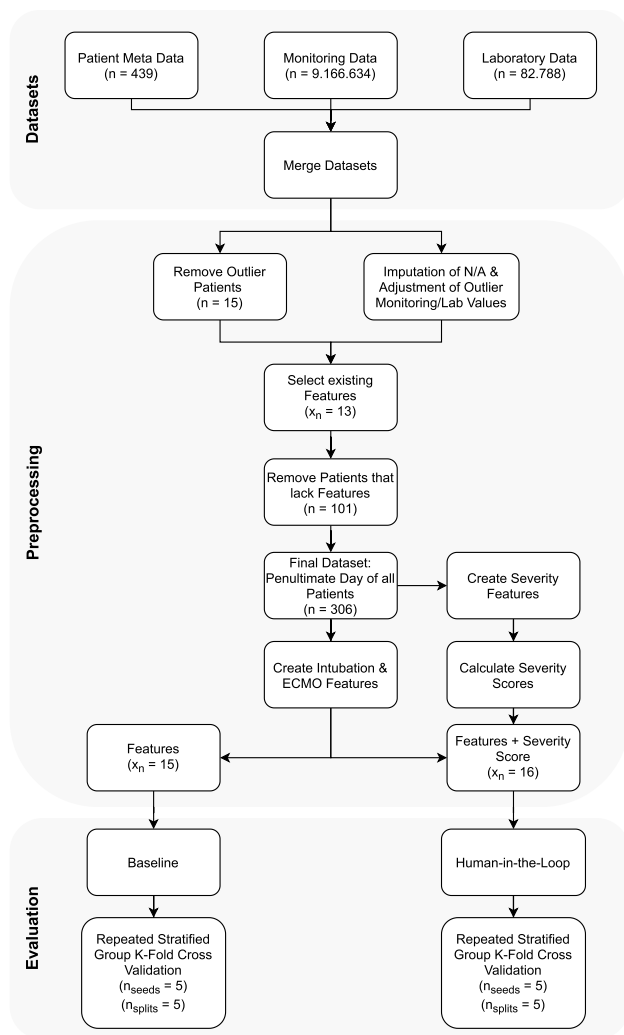 Datasets
Patient Meta Data
(n = 439)
Monitoring Data
(n = 9.166.634)
Laboratory Data
(n = 82.788)
Merge Datasets
Preprocessing
Remove Outlier
Patients
(n = 15)
Imputation of N/A &
Adjustment of Outlier
Monitoring/Lab Values
Select existing
Features
(xn = 13)
Remove Patients that
lack Features
(n = 101)
Final Dataset:
Penultimate Day of all
Patients
(n = 306)
Create Severity
Features
Create Intubation &
ECMO Features
Calculate Severity
Scores
Features
(xn = 15)
Features + Severity
Score
(xn = 16)
Evaluation
Baseline
Human-in-the-Loop
Repeated Stratified
Group K-Fold Cross
Validation
(nseeds = 5)
(nsplits = 5)
Repeated Stratified
Group K-Fold Cross
Validation
(nseeds = 5)
(nsplits = 5)